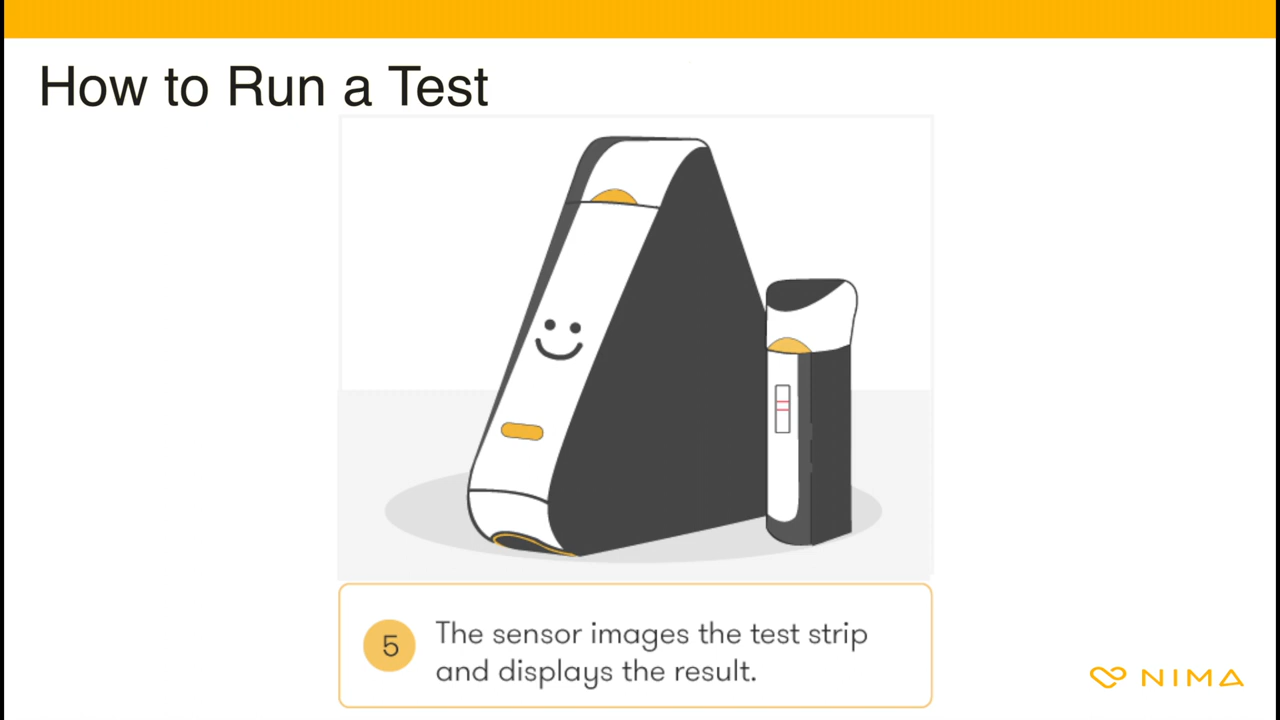 How to Run a Test
5
The sensor images the test strip
and displays the result.
NIMA